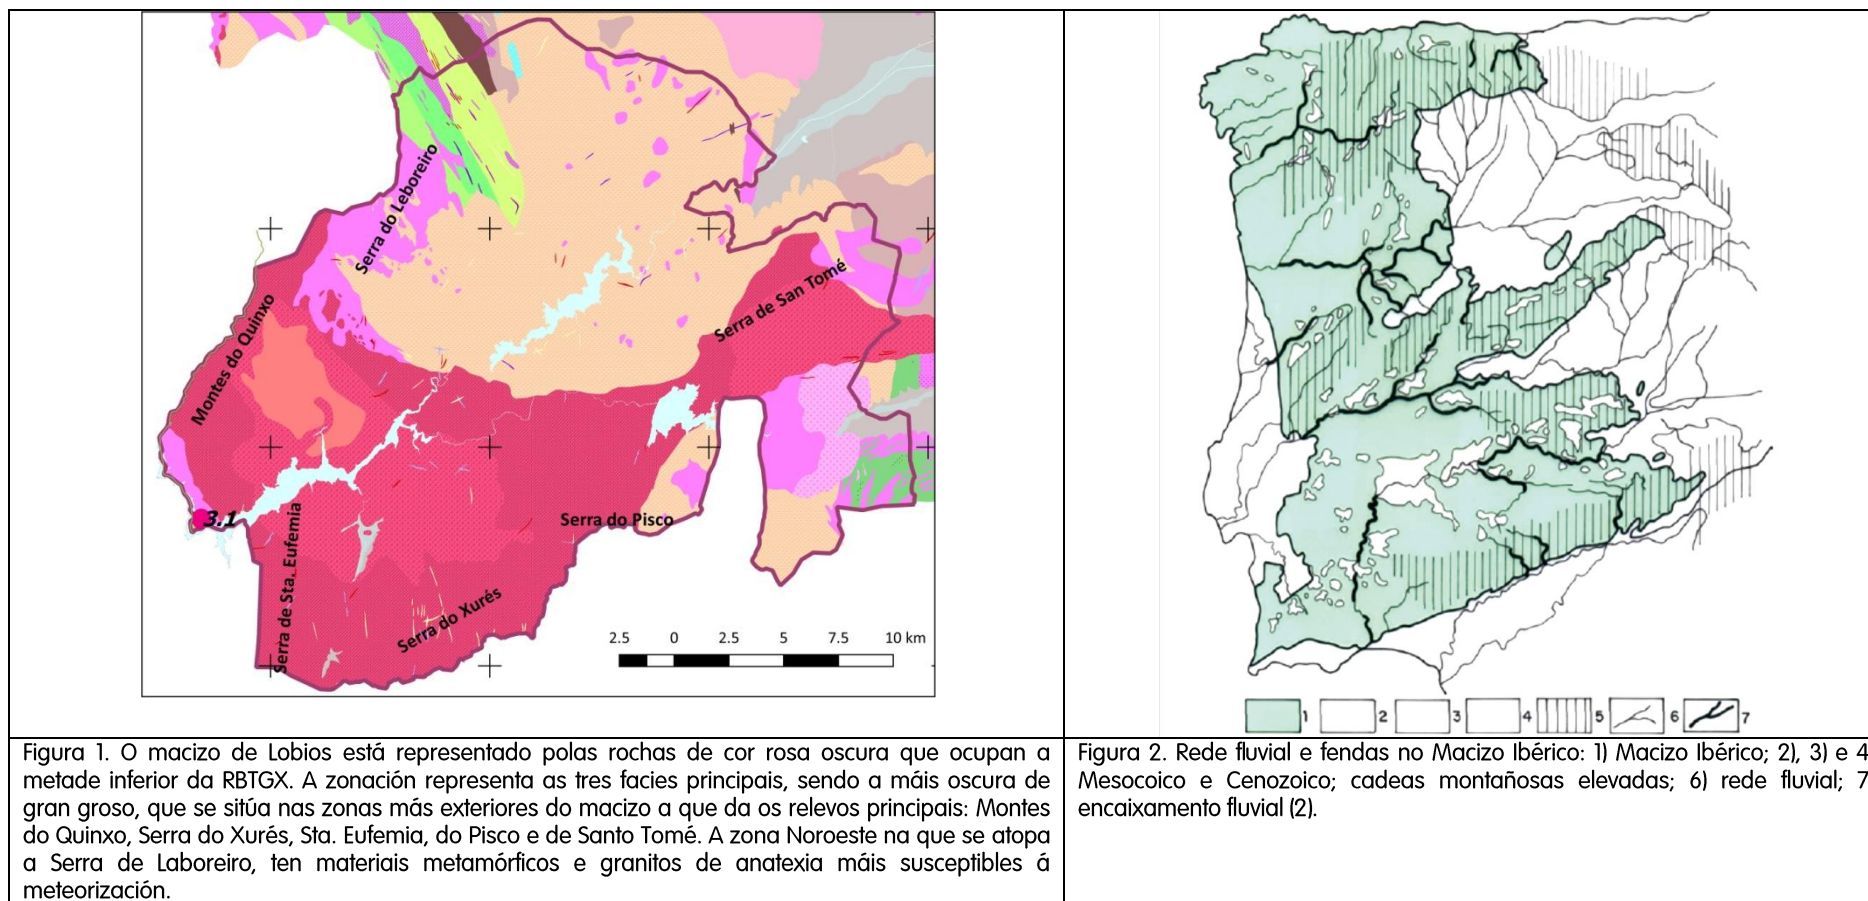 Serra do Leboreiro
Montes do Quinxo
Serra de San Tomé
3.1
Serra de Sta. Eufemia
Serra do Pisco
Serra do Xurés
2.5 0 2.5 5 7.5 10 km
1 2 3 4 5 6 7
Figura 1. O macizo de Lobios está representado polas rochas de cor rosa oscura que ocupan a
metade inferior da RBTGX. A zonación representa as tres facies principais, sendo a máis oscura de
gran groso, que se sitúa nas zonas más exteriores do macizo a que da os relevos principais: Montes
do Quinxo, Serra do Xurés, Sta. Eufemia, do Pisco e de Santo Tomé. A zona Noroeste na que se atopa
a Serra de Laboreiro, ten materiais metamórficos e granitos de anatexia máis susceptibles á
meteorización.
Figura 2. Rede fluvial e fendas no Macizo Ibérico: 1) Macizo Ibérico; 2), 3) e 4
Mesocoico e Cenozoico; cadeas montañosas elevadas; 6) rede fluvial; 7
encaixamento fluvial (2).